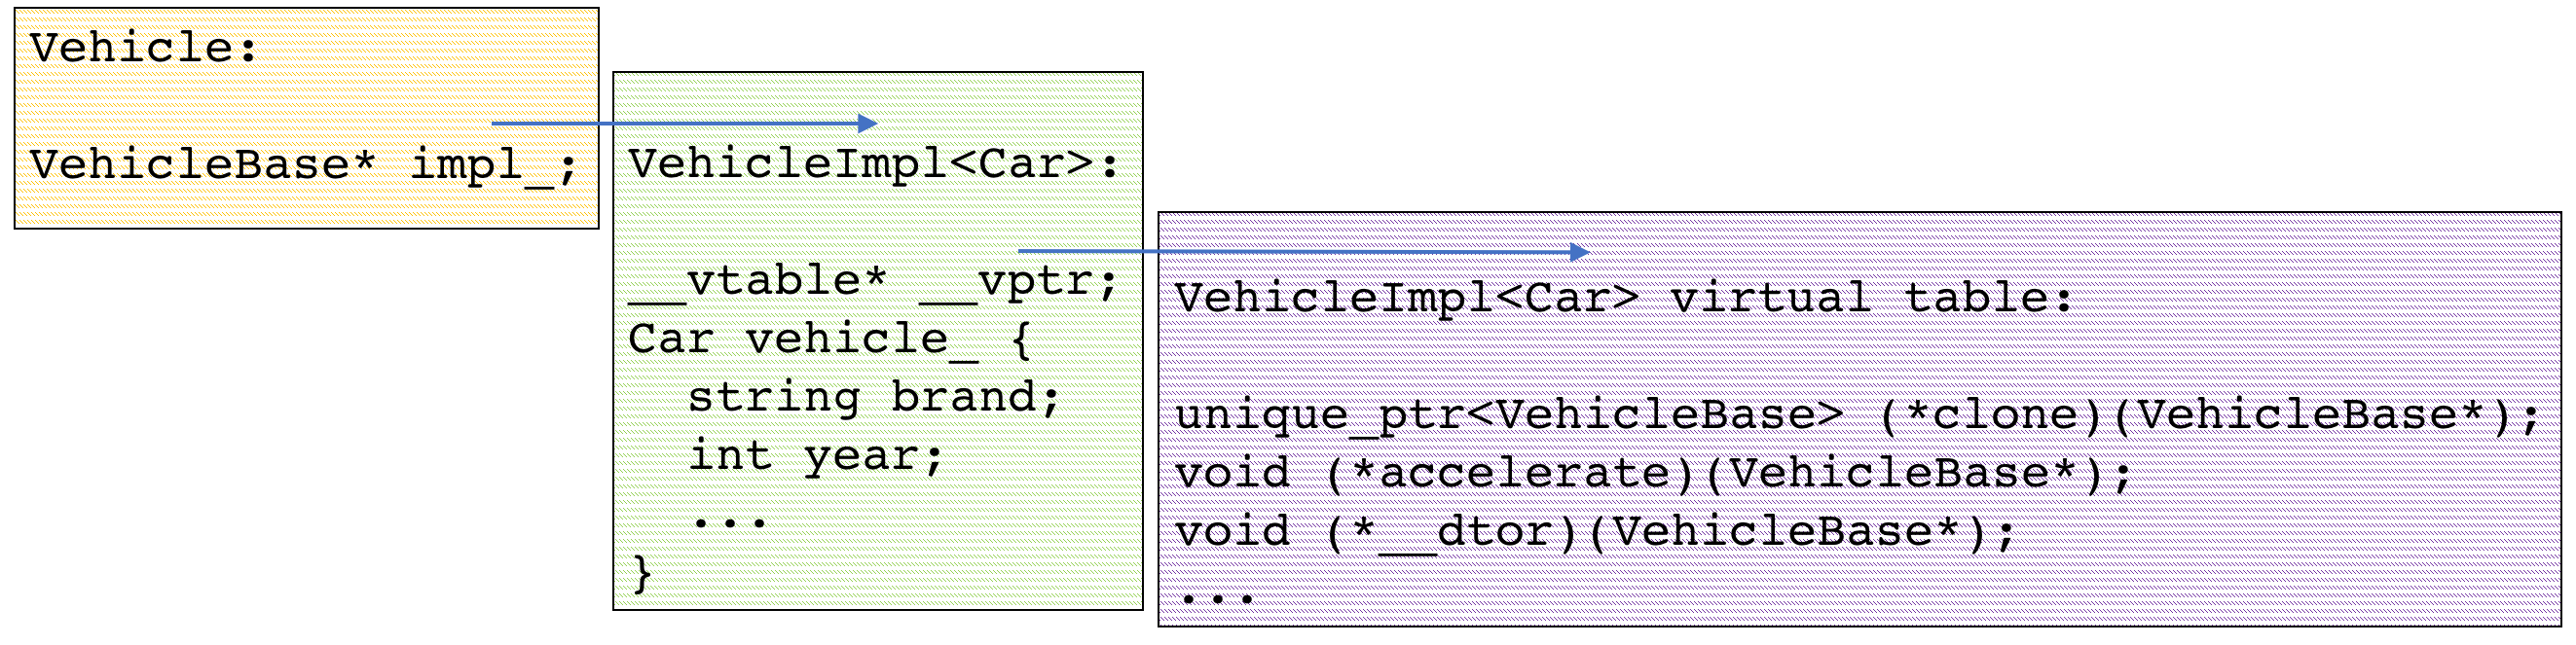 Vehicle:
VehicleBase* impl_;
VehicleImpl<Car>:
__vtable* __vptr;
Car vehicle_ {
  string brand;
  int year;
  ...
}
VehicleImpl<Car> virtual table:
unique_ptr<VehicleBase> (*clone)(VehicleBase*);
void (*accelerate)(VehicleBase*);
void (*__dtor)(VehicleBase*);
...